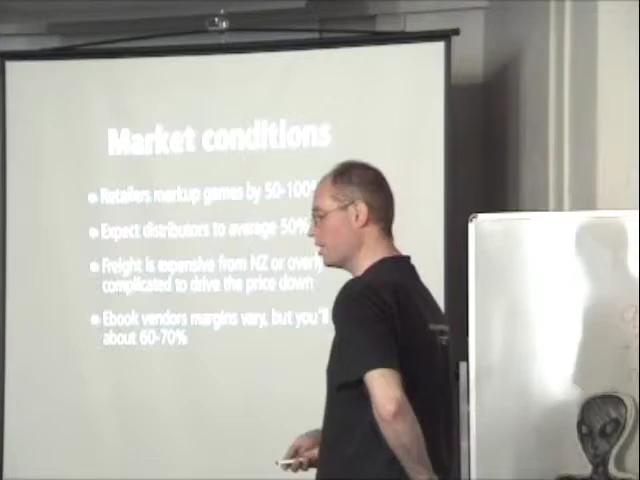 Market conditions
Retailers markup games by 50-100
Expect distributors to average 50%
Freight is expensive from NZ or overly
complicated to drive the price down
Ebook vendors margins vary, but you'll
about 60-70%